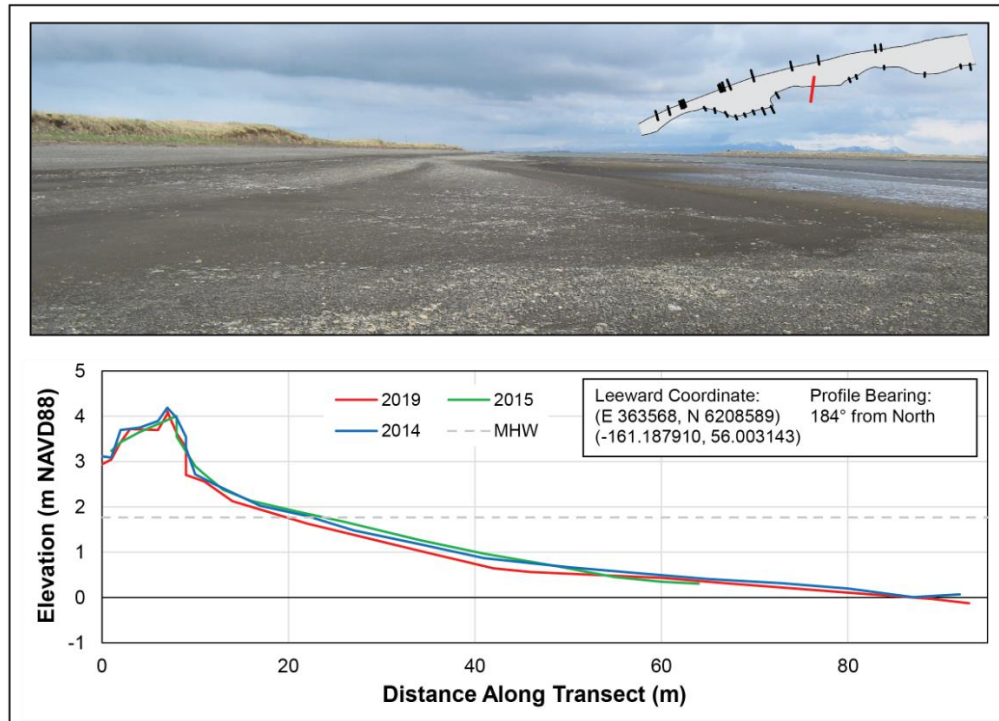 5
4
3
2
1
0
-1
Elevation (m NAVD88)
2019
2015
2014
MHW
Leeward Coordinate:
(E 363568, N 6208589)
(-161.187910, 56.003143)
Profile Bearing:
184° from North
0
20
40
60
80
Distance Along Transect (m)